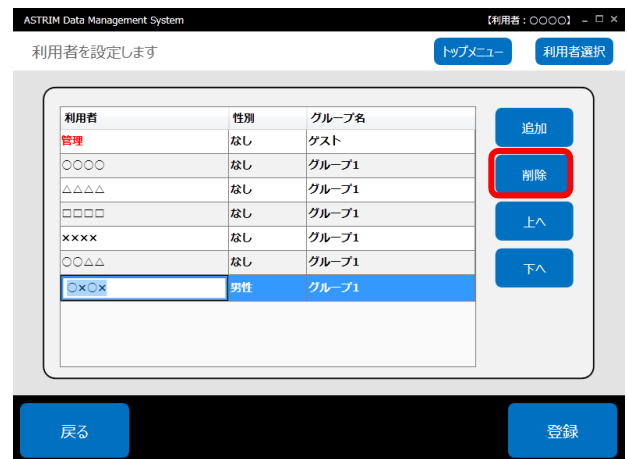 ASTRIM Data Management System 【利用者：○○○○】 － □ ×
利用者を設定します トップメニュー 利用者選択
利用者 性別 グループ名
管理 なし ゲスト
○○○○ なし グループ1
△△△△ なし グループ1
□□□□ なし グループ1
×××× なし グループ1
○○△△ なし グループ1
○×○× 男性 グループ1
追加
削除
上へ
下へ
戻る 登録